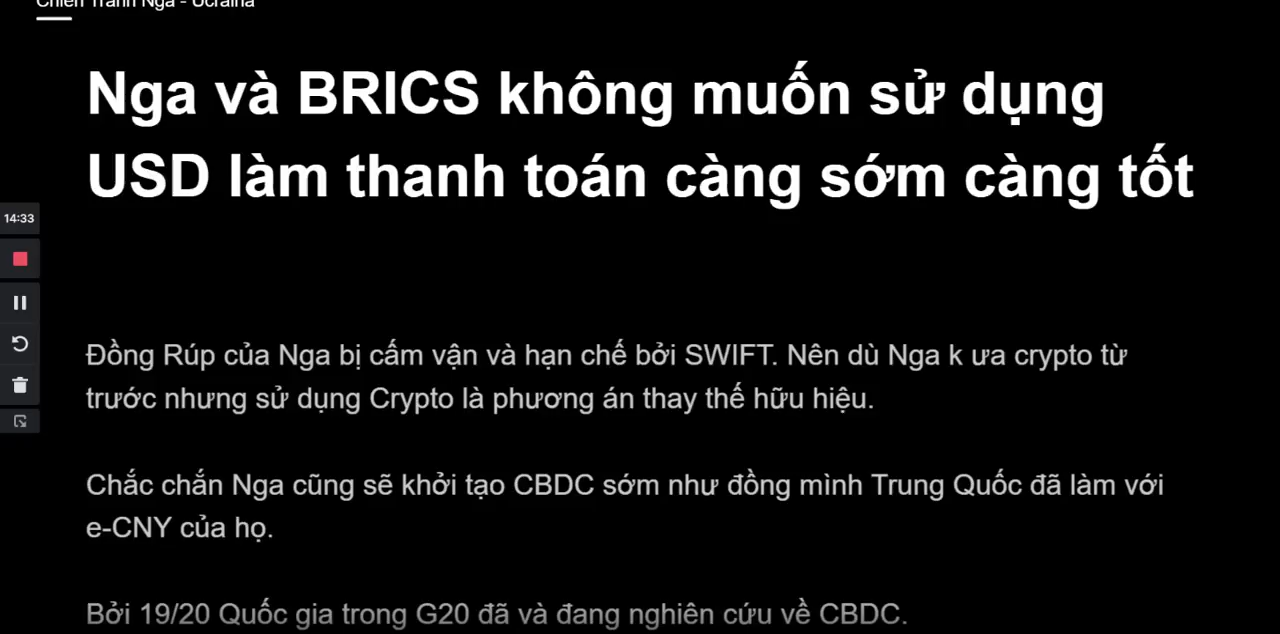 Chiến Tranh Nga - Ucraina
Nga và BRICS không muốn sử dụng
USD làm thanh toán càng sớm càng tốt
14:33
Đồng Rúp của Nga bị cấm vận và hạn chế bởi SWIFT. Nên dù Nga k ưa crypto từ
trước nhưng sử dụng Crypto là phương án thay thế hữu hiệu.
Chắc chắn Nga cũng sẽ khởi tạo CBDC sớm như đồng mình Trung Quốc đã làm với
e-CNY của họ.
Bởi 19/20 Quốc gia trong G20 đã và đang nghiên cứu về CBDC.